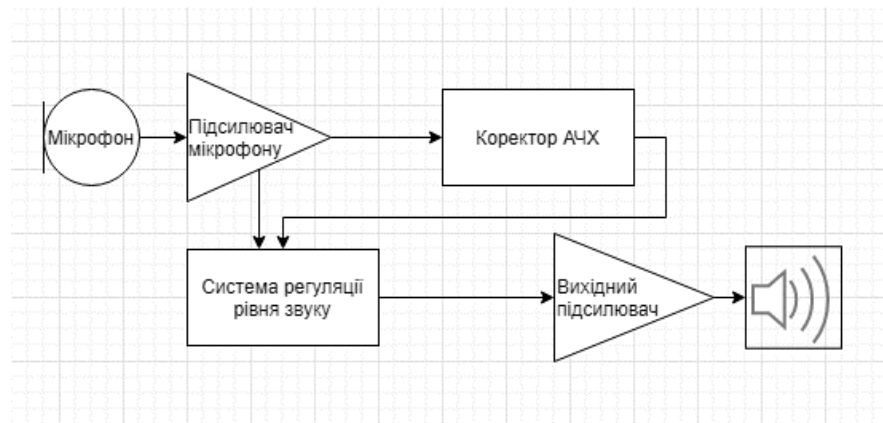 Мікрофон
Підсилювач
мікрофону
Коректор АЧХ
Система регуляції
рівня звуку
Вихідний
підсилювач